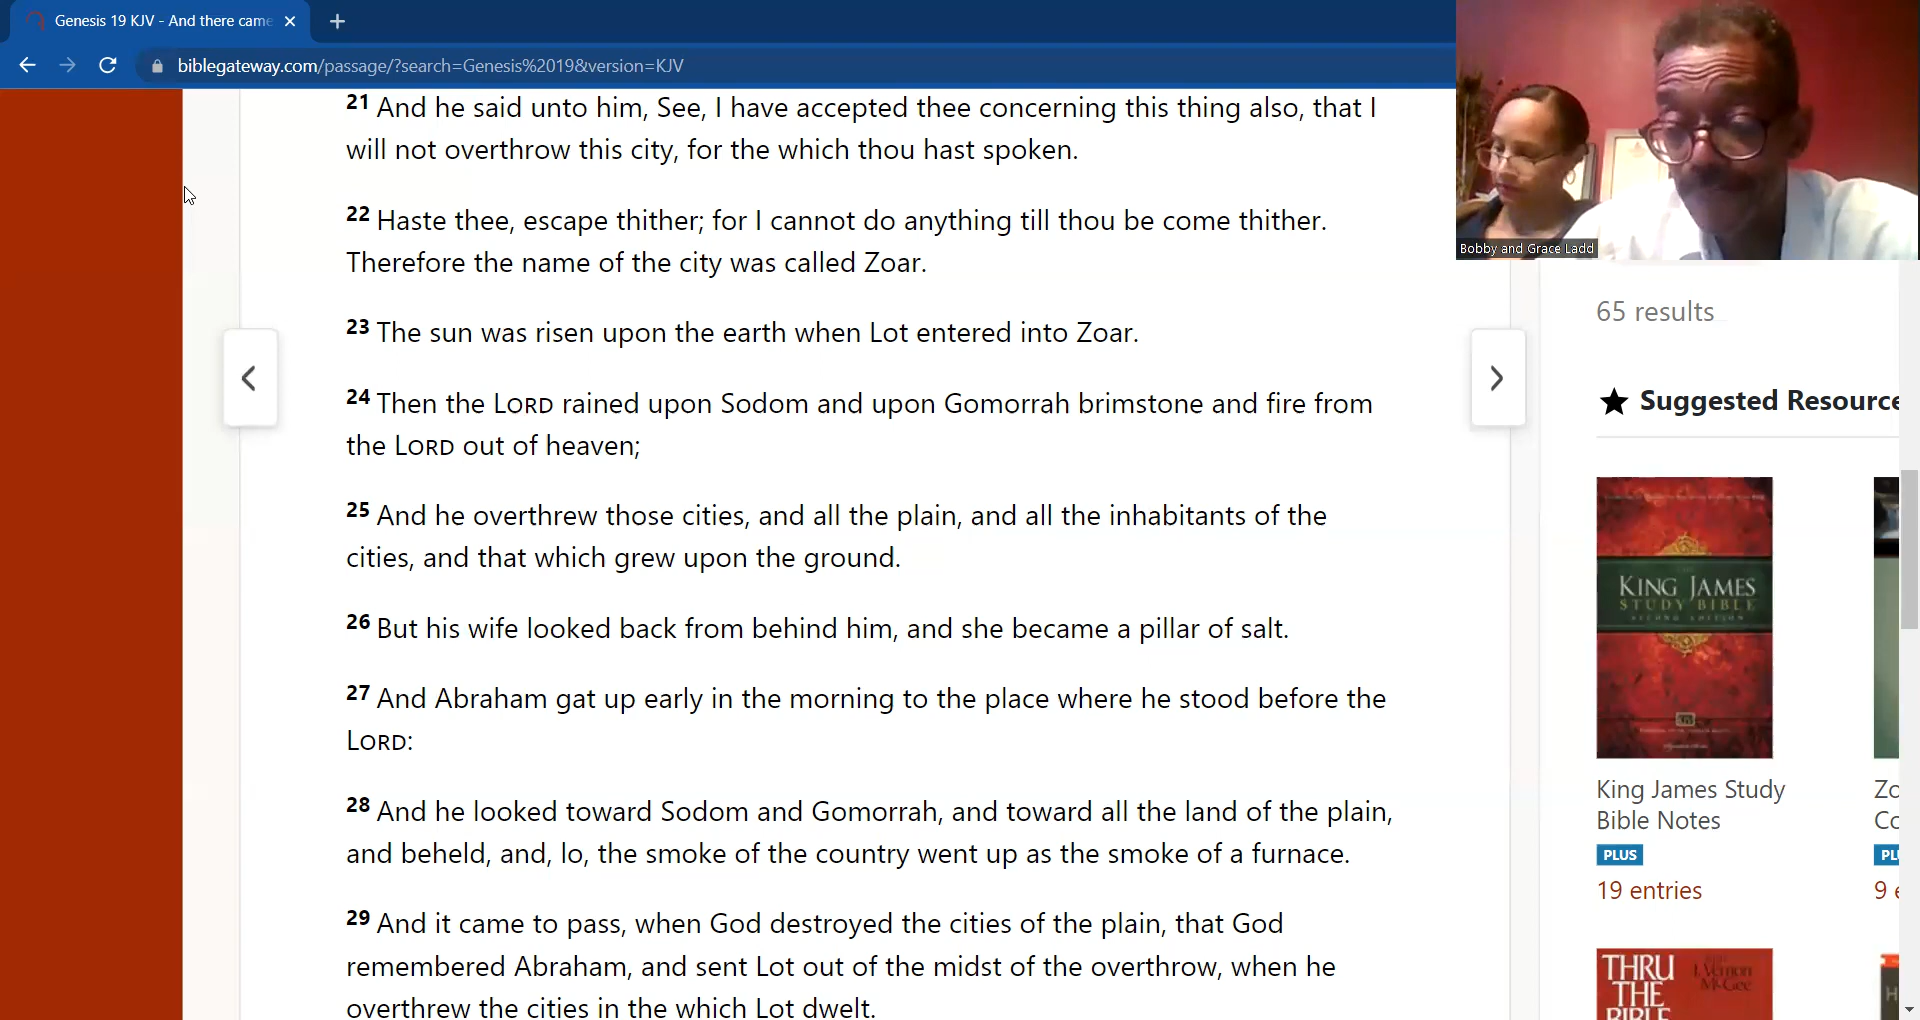 Genesis 19 KJV - And there came
biblegateway.com/passage/?search=Genesis%2019&version=KJV
21 And he said unto him, See, I have accepted thee concerning this thing also, that I
will not overthrow this city, for the which thou hast spoken.
22 Haste thee, escape thither; for I cannot do anything till thou be come thither.
Therefore the name of the city was called Zoar.
23 The sun was risen upon the earth when Lot entered into Zoar.
24 Then the LORD rained upon Sodom and upon Gomorrah brimstone and fire from
the LORD out of heaven;
25 And he overthrew those cities, and all the plain, and all the inhabitants of the
cities, and that which grew upon the ground.
26 But his wife looked back from behind him, and she became a pillar of salt.
27 And Abraham gat up early in the morning to the place where he stood before the
LORD:
28 And he looked toward Sodom and Gomorrah, and toward all the land of the plain,
and beheld, and, lo, the smoke of the country went up as the smoke of a furnace.
29 And it came to pass, when God destroyed the cities of the plain, that God
remembered Abraham, and sent Lot out of the midst of the overthrow, when he
overthrew the cities in the which Lot dwelt.
Bobby and Grace Ladd
65 results
Suggested Resource
KING JAMES
STUDY BIBLE
SECOND EDITION
King James Study
Bible Notes
PLUS
19 entries
Zo
Co
PL
9 e
THRU
THE
BIBLE
J. Vernon
McGee
H